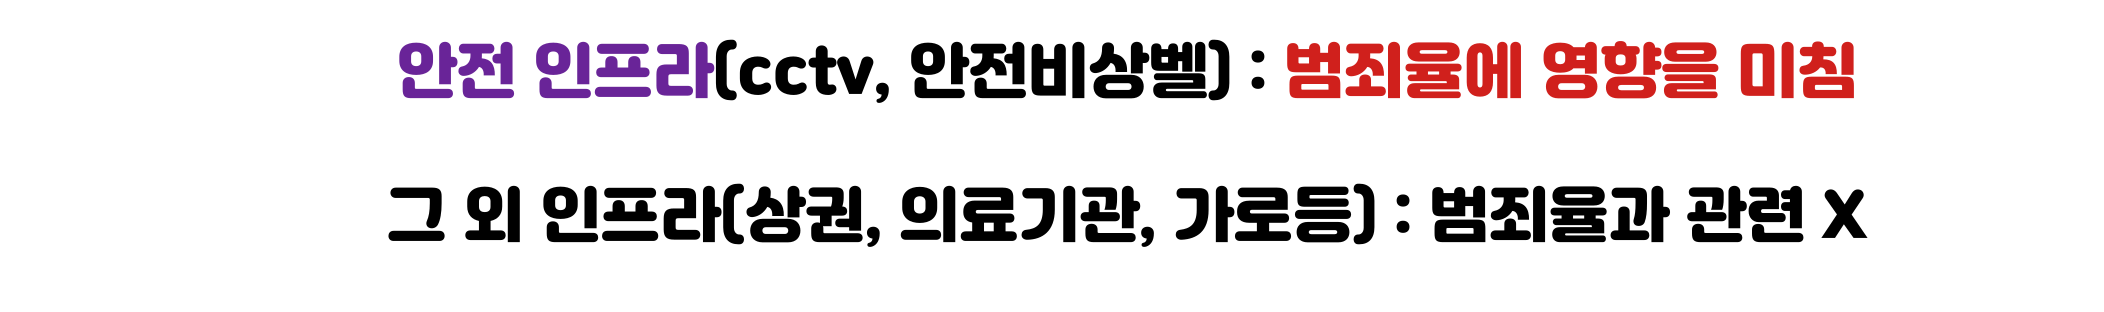 안전 인프라(cctv, 안전비상벨) : 범죄율에 영향을 미침
그 외 인프라(상권, 의료기관, 가로등) : 범죄율과 관련 X